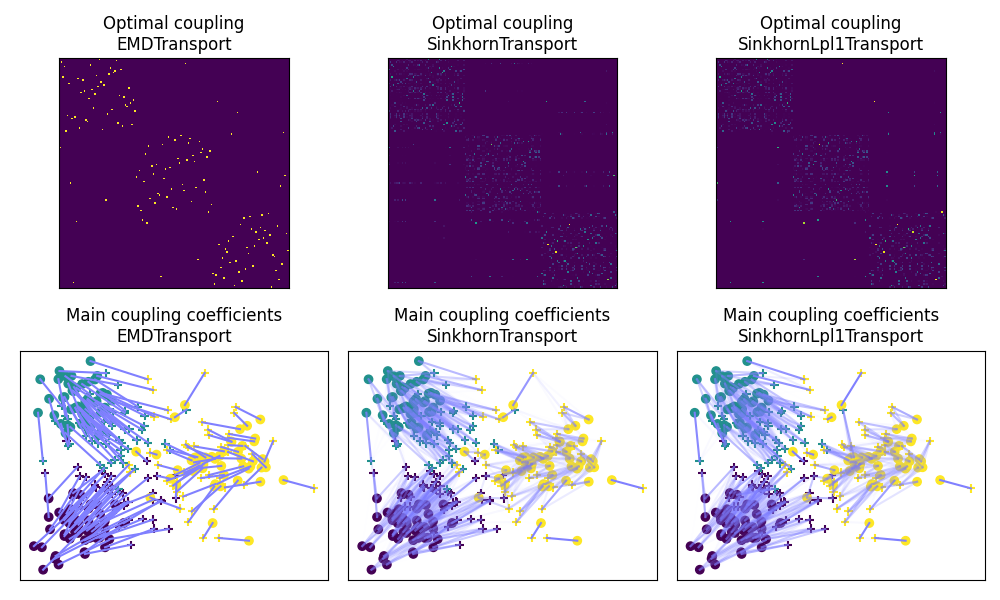 Optimal coupling
EMDTransport
Optimal coupling
SinkhornTransport
Optimal coupling
SinkhornLpl1Transport
Main coupling coefficients
EMDTransport
Main coupling coefficients
SinkhornTransport
Main coupling coefficients
SinkhornLpl1Transport